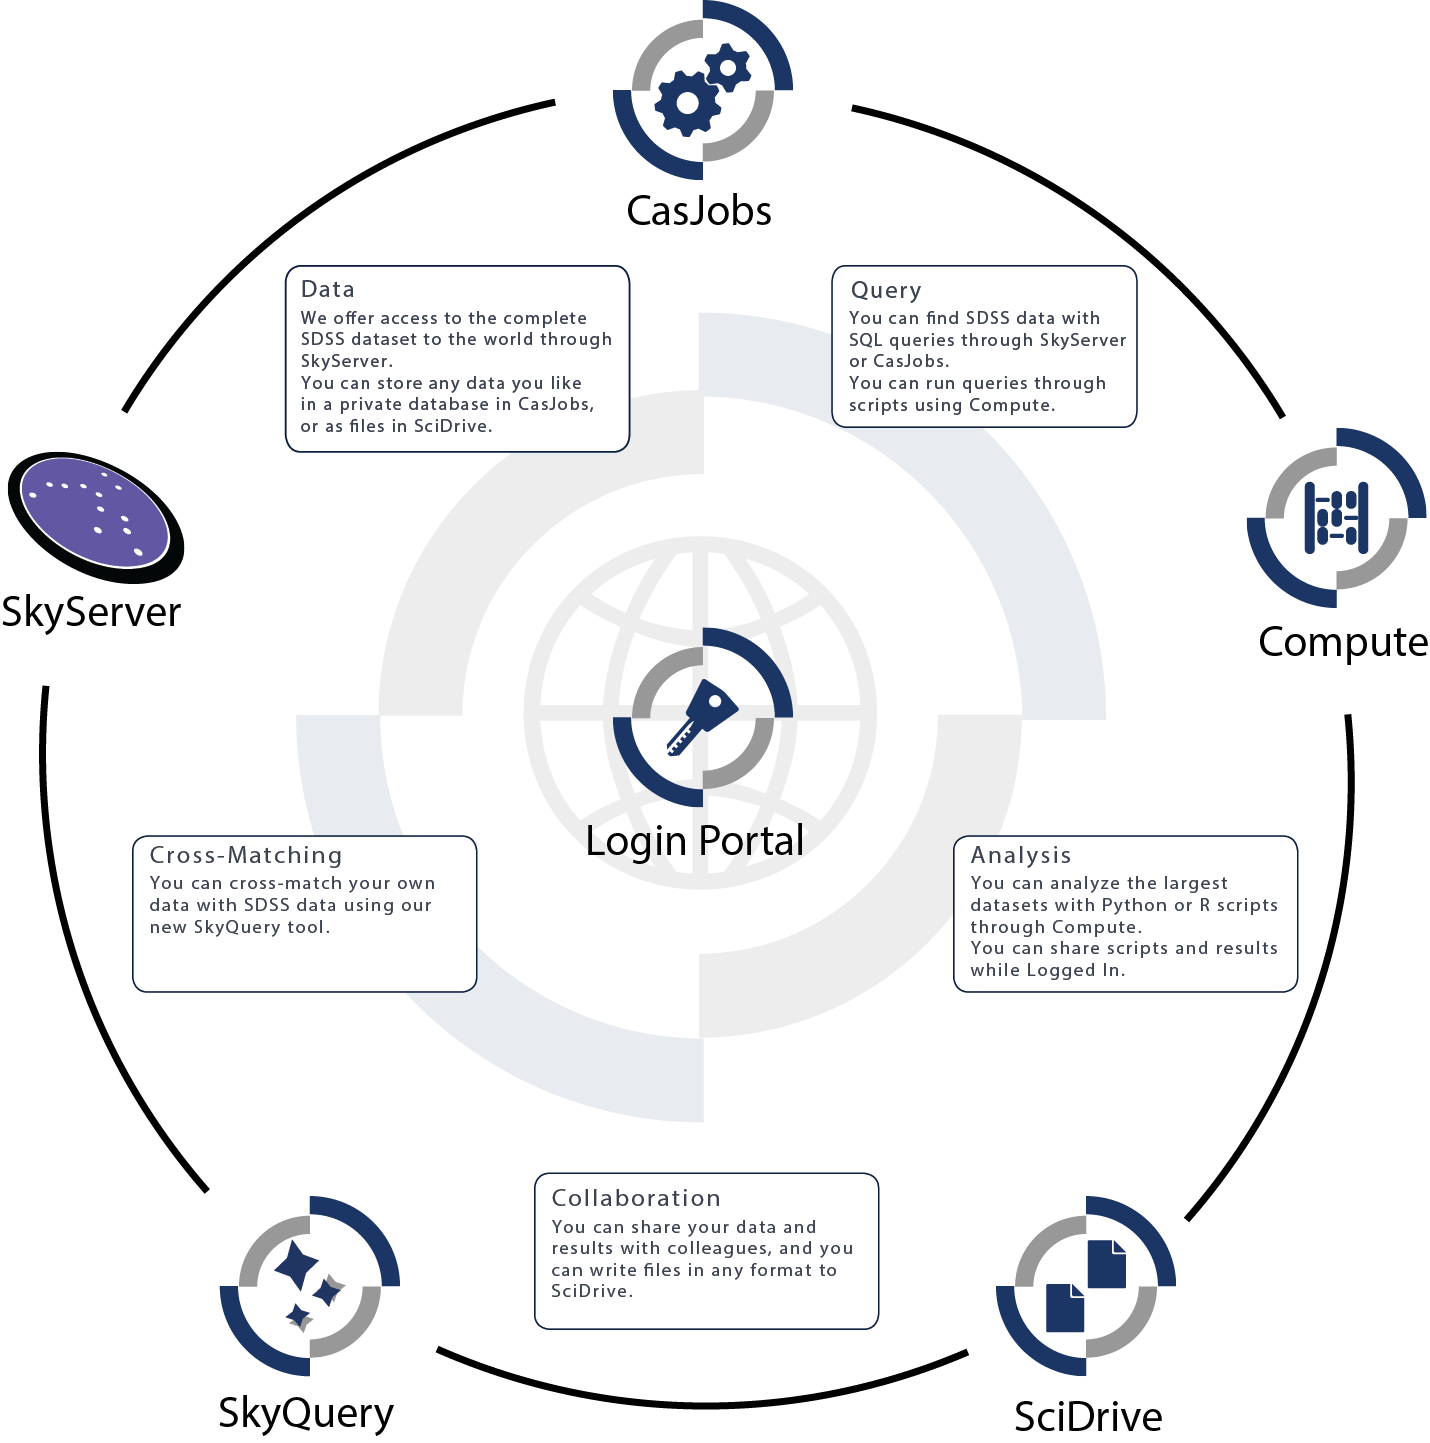 CasJobs
Data
We offer access to the complete
SDSS dataset to the world through
SkyServer.
You can store any data you like
in a private database in CasJobs,
or as files in SciDrive.
Query
You can find SDSS data with
SQL queries through SkyServer
or CasJobs.
You can run queries through
scripts using Compute.
SkyServer
Compute
Login Portal
Cross-Matching
You can cross-match your own
data with SDSS data using our
new SkyQuery tool.
Analysis
You can analyze the largest
datasets with Python or R scripts
through Compute.
You can share scripts and results
while Logged In.
Collaboration
You can share your data and
results with colleagues, and you
can write files in any format to
SciDrive.
SkyQuery
SciDrive